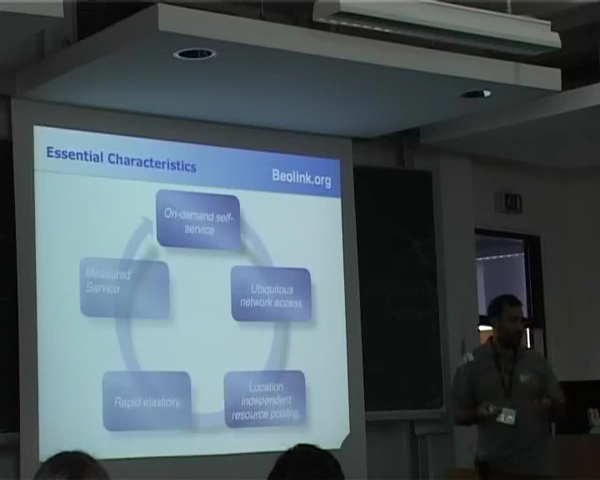 Essential Characteristics
Beolink.org
On-demand self-
service
Ubiquitous
network access.
Location
independent
resource pooling.
Rapid elasticity.
Measured
Service